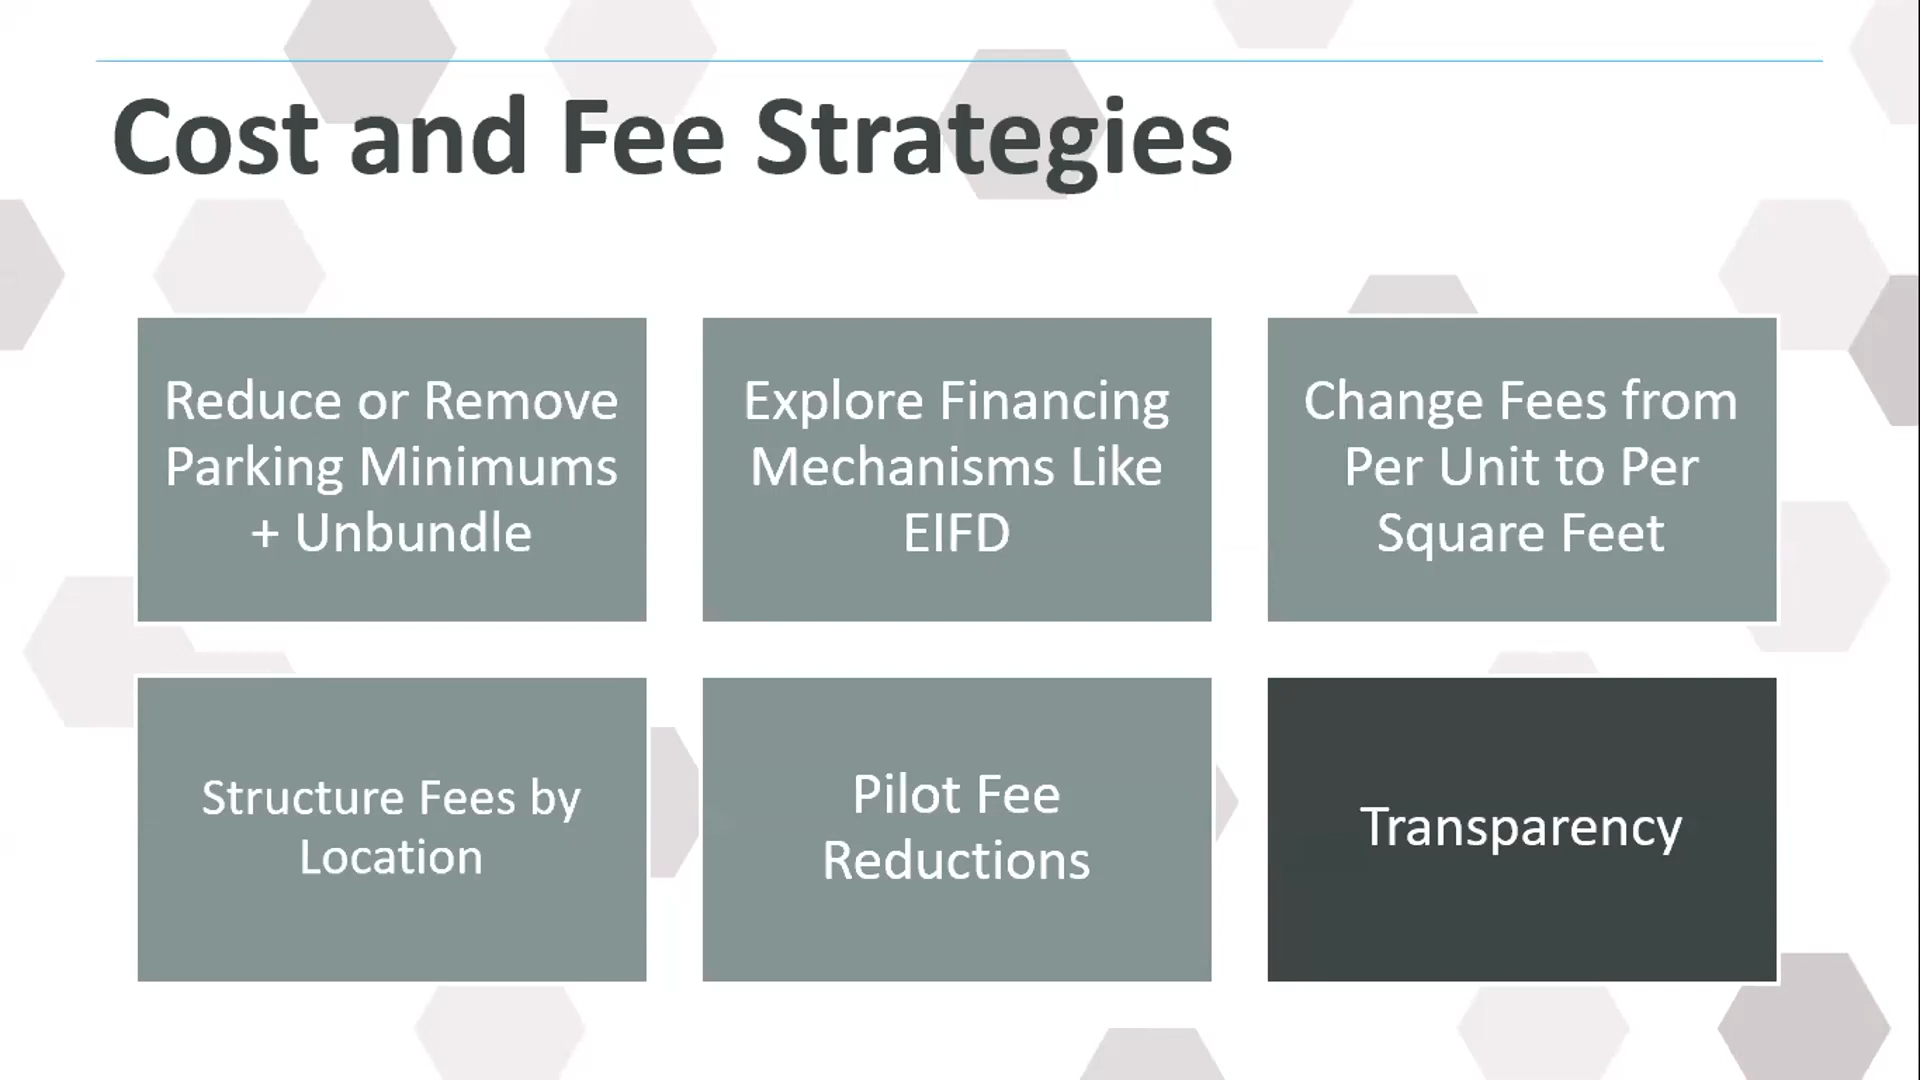 Cost and Fee Strategies
Reduce or Remove
Parking Minimums
+ Unbundle
Explore Financing
Mechanisms Like
EIFD
Change Fees from
Per Unit to Per
Square Feet
Structure Fees by
Location
Pilot Fee
Reductions
Transparency